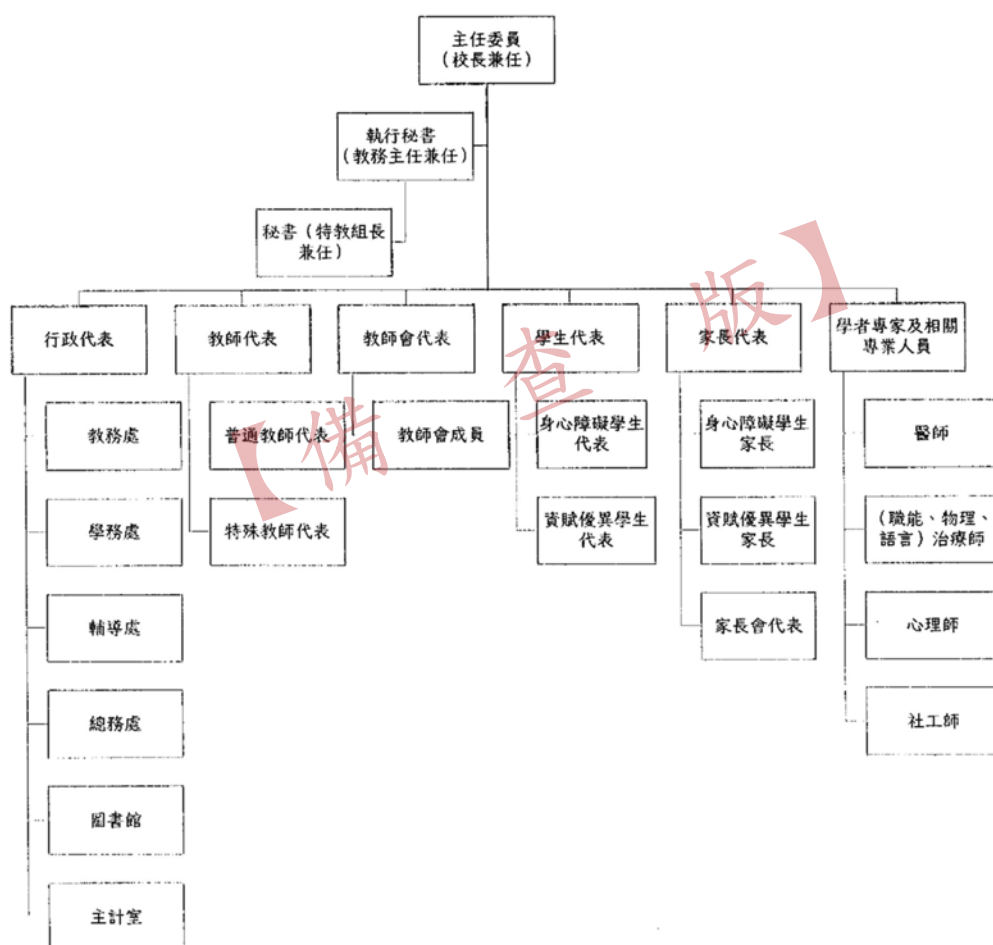 主任委員
(校長兼任)
執行秘書
(教務主任兼任)
秘書(特教組長
兼任)
行政代表
教師代表
教師會代表
學生代表
家長代表
學者專家及相關
專業人員
教務處
普通教師代表
教師會成員
身心障礙學生
代表
身心障礙學生
家長
醫師
學務處
特殊教師代表
資賦優異學生
代表
資賦優異學生
家長
(職能、物理、
語言)治療師
輔導處
家長會代表
心理師
總務處
社工師
圖書館
主計室
【備查版】